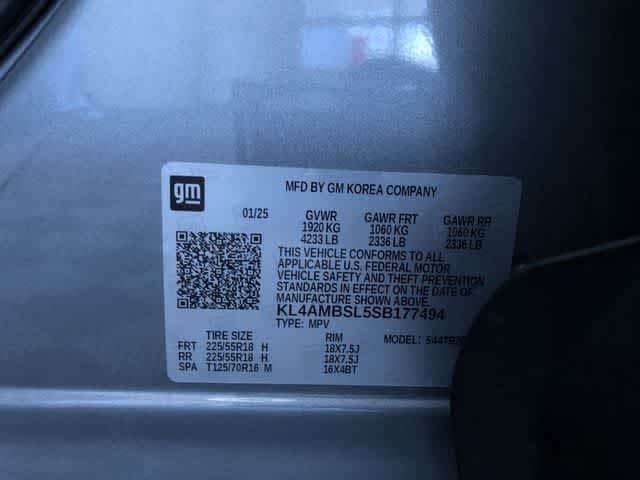 gm
MFD BY GM KOREA COMPANY
01/25 GVWR GAWR FRT GAWR RR
1920 KG 1060 KG 1060 KG
4233 LB 2336 LB 2336 LB
THIS VEHICLE CONFORMS TO ALL
APPLICABLE U.S. FEDERAL MOTOR
VEHICLE SAFETY AND THEFT PREVENTION
STANDARDS IN EFFECT ON THE DATE OF
MANUFACTURE SHOWN ABOVE.
KL4AMBSL5SB177494
TYPE: MPV
TIRE SIZE RIM MODEL:
FRT 225/55R18 H 18X7.5J
RR 225/55R18 H 18X7.5J
SPA T125/70R16 M 16X4BT